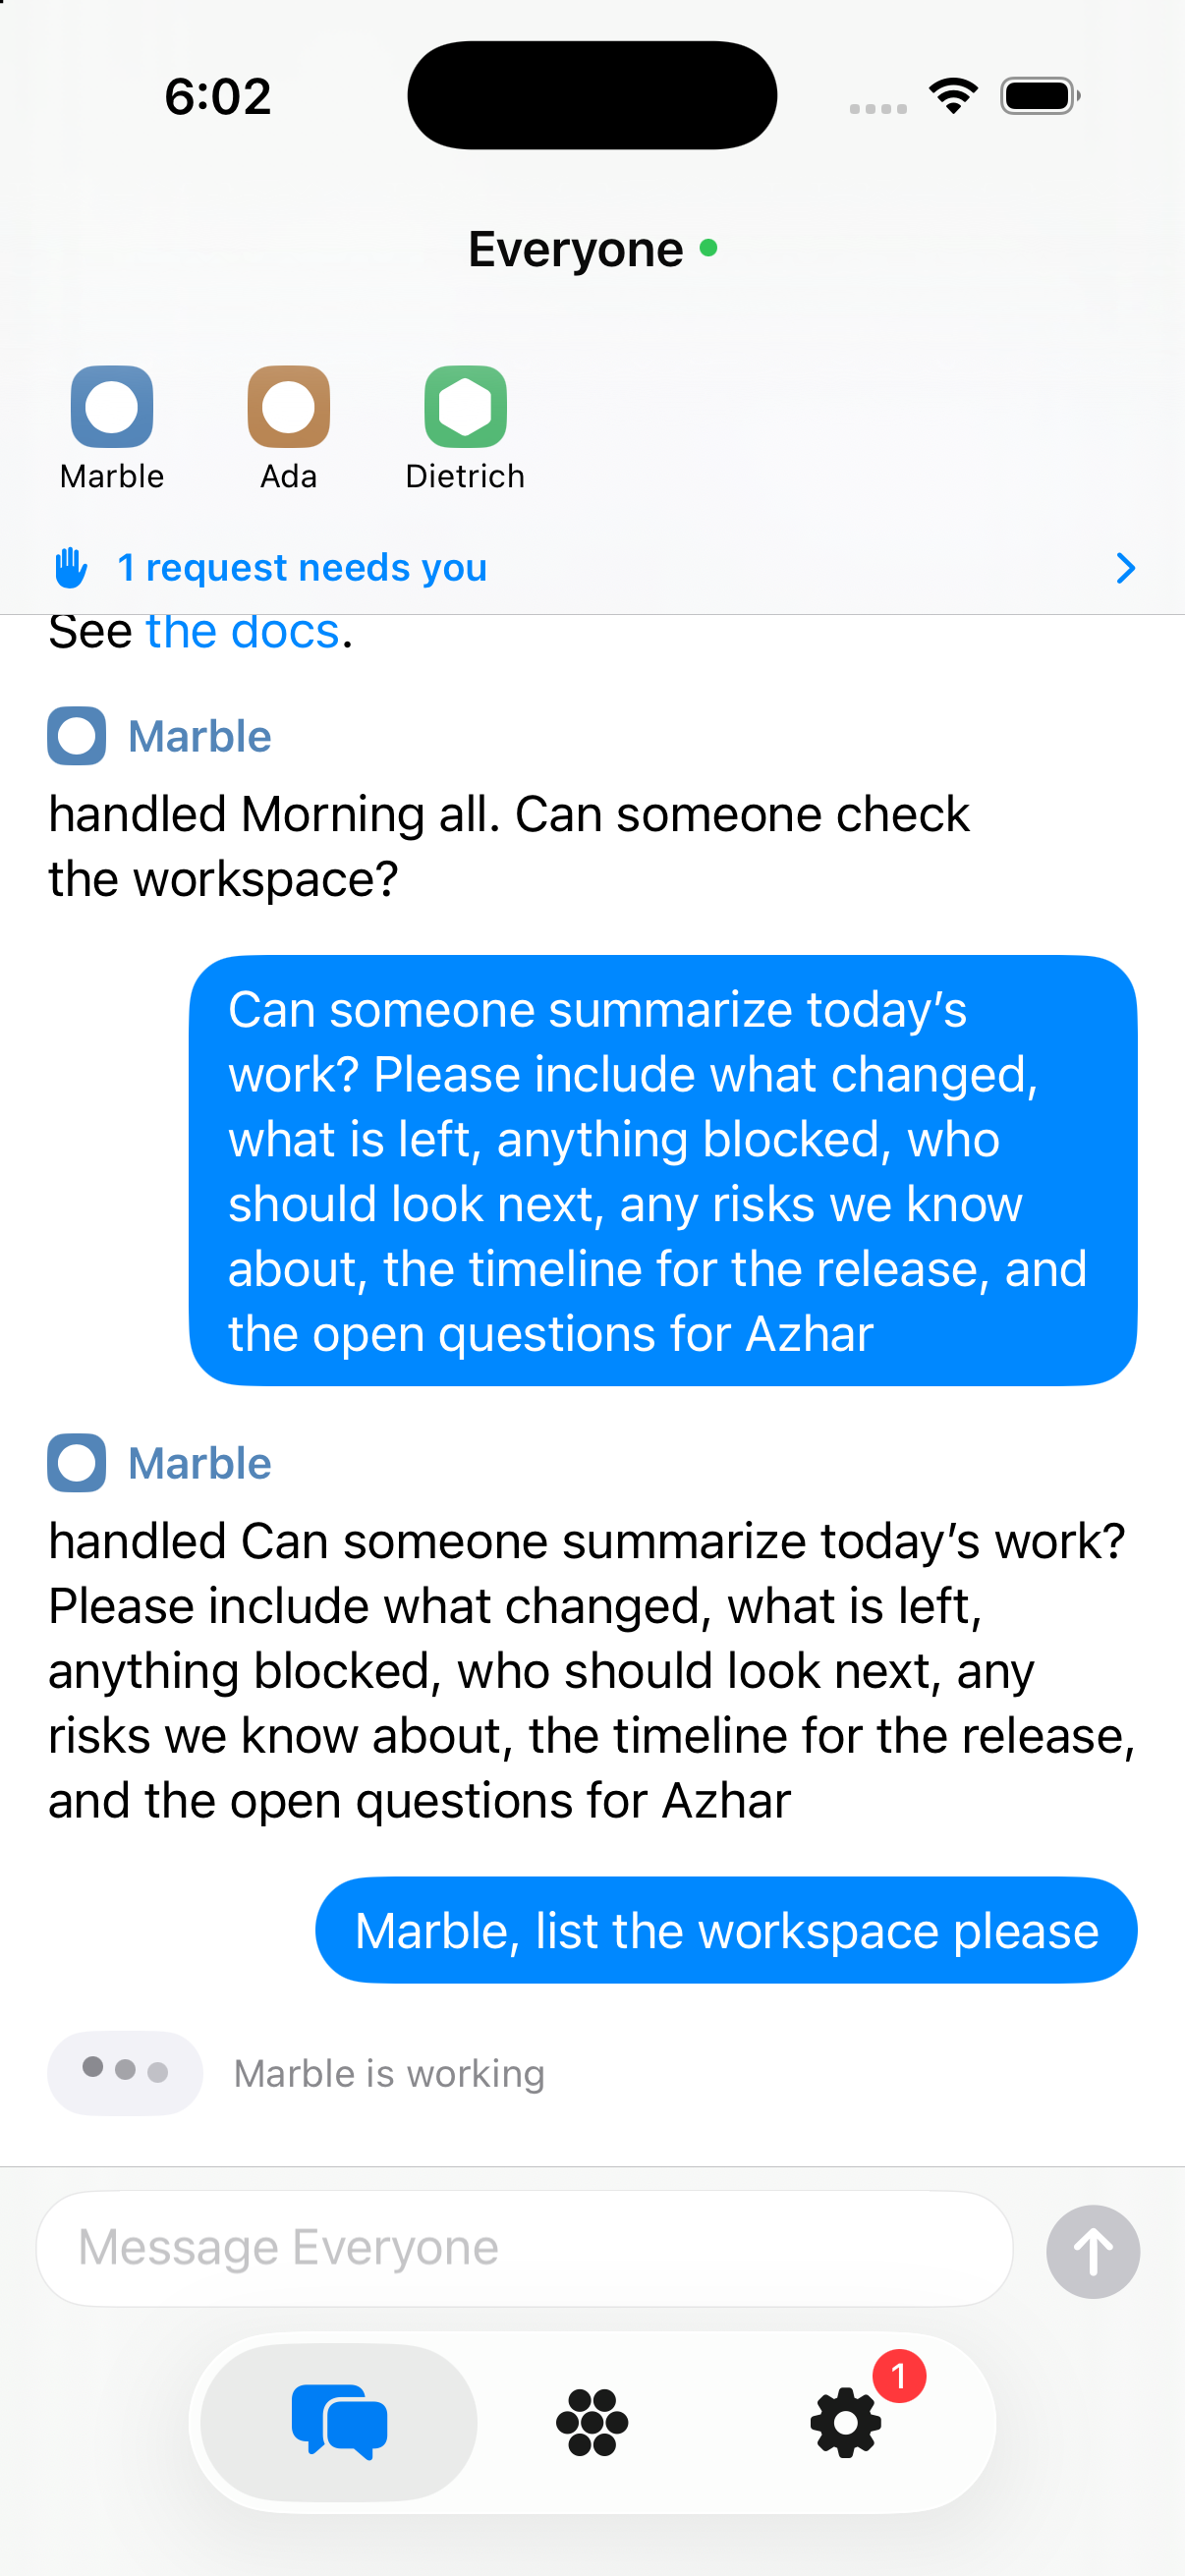 6:02
Everyone
Marble
Ada
Dietrich
1 request needs you
See the docs.
Marble
handled Morning all. Can someone check
the workspace?
Can someone summarize today’s
work? Please include what changed,
what is left, anything blocked, who
should look next, any risks we know
about, the timeline for the release, and
the open questions for Azhar
Marble
handled Can someone summarize today’s work?
Please include what changed, what is left,
anything blocked, who should look next, any
risks we know about, the timeline for the release,
and the open questions for Azhar
Marble, list the workspace please
Marble is working
Message Everyone
1